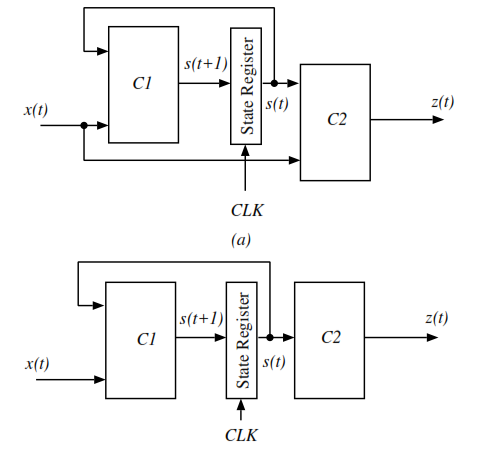 s(t+1)
State Register
C1
s(t)
C2
x(t)
z(t)
CLK
(a)
s(t+1)
State Register
C1
s(t)
C2
z(t)
x(t)
CLK